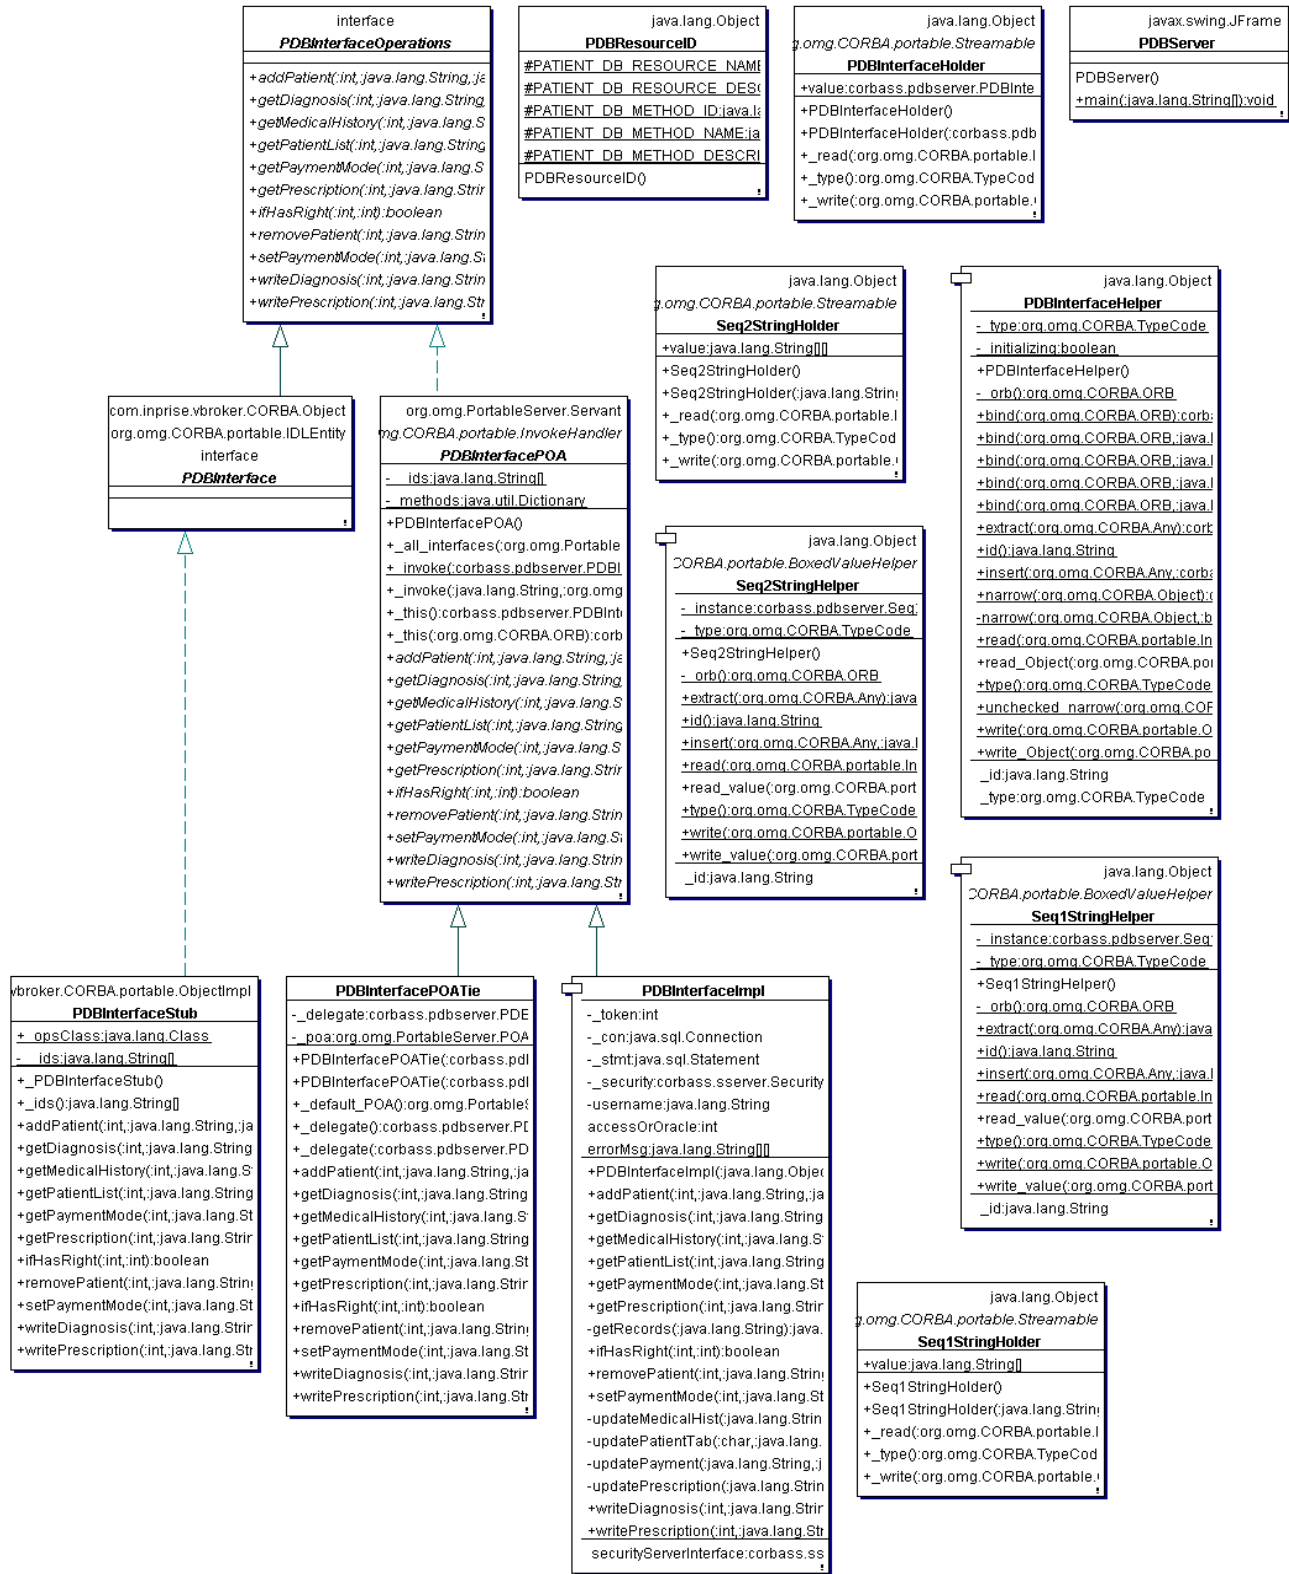 interface
PDBInterfaceOperations
+addPatient(:int,:java.lang.String,:ja
+getDiagnosis(:int,:java.lang.String,
+getMedicalHistory(:int,:java.lang.S
+getPatientList(:int,:java.lang.String
+getPaymentMode(:int,:java.lang.S
+getPrescription(:int,:java.lang.Strir
+ifHasRight(:int,:int):boolean
+removePatient(:int,:java.lang.Strin
+setPaymentMode(:int,:java.lang.S
+writeDiagnosis(:int,:java.lang.Strin
+writePrescription(:int,:java.lang.Str
java.lang.Object
PDBResourceID
#PATIENT_DB_RESOURCE_NAME
#PATIENT_DB_RESOURCE_DESC
#PATIENT_DB_METHOD_ID:java.la
#PATIENT_DB_METHOD_NAME:ja
#PATIENT_DB_METHOD_DESCRI
PDBResourceID()
java.lang.Object
g.omg.CORBA.portable.Streamable
PDBInterfaceHolder
+value:corbass.pdbserver.PDBInte
+PDBInterfaceHolder()
+PDBInterfaceHolder(:corbass.pdb
+_read(:org.omg.CORBA.portable.I
+_type():org.omg.CORBA.TypeCod
+_write(:org.omg.CORBA.portable.
javax.swing.JFrame
PDBServer
PDBServer()
+main(:java.lang.String[]):void
java.lang.Object
g.omg.CORBA.portable.Streamable
Seq2StringHolder
+value:java.lang.String[][]
+Seq2StringHolder()
+Seq2StringHolder(:java.lang.String
+_read(:org.omg.CORBA.portable.I
+_type():org.omg.CORBA.TypeCod
+_write(:org.omg.CORBA.portable.
java.lang.Object
PDBInterfaceHelper
-_type:org.omg.CORBA.TypeCode
-_initializing:boolean
+PDBInterfaceHelper()
-_orb():org.omg.CORBA.ORB
+bind(:org.omg.CORBA.ORB):corba
+bind(:org.omg.CORBA.ORB,:java.l
+bind(:org.omg.CORBA.ORB,:java.l
+bind(:org.omg.CORBA.ORB,:java.l
+bind(:org.omg.CORBA.ORB,:java.l
+extract(:org.omg.CORBA.Any):corb
+id():java.lang.String
+insert(:org.omg.CORBA.Any,:corba
+narrow(:org.omg.CORBA.Object):c
-narrow(:org.omg.CORBA.Object,:b
+read(:org.omg.CORBA.portable.In
+read_Object(:org.omg.CORBA.por
+type():org.omg.CORBA.TypeCode
+unchecked_narrow(:org.omg.COR
+write(:org.omg.CORBA.portable.O
+write_Object(:org.omg.CORBA.po
_id:java.lang.String
_type:org.omg.CORBA.TypeCode
com.inprise.vbroker.CORBA.Object
org.omg.CORBA.portable.IDLEntity
interface
PDBInterface
org.omg.PortableServer.Servant
mg.CORBA.portable.InvokeHandler
PDBInterfacePOA
-__ids:java.lang.String[]
-_methods:java.util.Dictionary
+PDBInterfacePOA()
+_all_interfaces(:org.omg.Portable
+_invoke(:corbass.pdbserver.PDBI
+_invoke(:java.lang.String,:org.omg
+_this():corbass.pdbserver.PDBInt
+_this(:org.omg.CORBA.ORB):corb
+addPatient(:int,:java.lang.String,:ja
+getDiagnosis(:int,:java.lang.String,
+getMedicalHistory(:int,:java.lang.S
+getPatientList(:int,:java.lang.String
+getPaymentMode(:int,:java.lang.S
+getPrescription(:int,:java.lang.Strir
+ifHasRight(:int,:int):boolean
+removePatient(:int,:java.lang.Strin
+setPaymentMode(:int,:java.lang.St
+writeDiagnosis(:int,:java.lang.Strin
+writePrescription(:int,:java.lang.Str
java.lang.Object
CORBA.portable.BoxedValueHelper
Seq2StringHelper
-_instance:corbass.pdbserver.Seq
-_type:org.omg.CORBA.TypeCode
+Seq2StringHelper()
-_orb():org.omg.CORBA.ORB
+extract(:org.omg.CORBA.Any):java
+id():java.lang.String
+insert(:org.omg.CORBA.Any,:java.l
+read(:org.omg.CORBA.portable.In
+read_value(:org.omg.CORBA.port
+type():org.omg.CORBA.TypeCode
+write(:org.omg.CORBA.portable.O
+write_value(:org.omg.CORBA.port
_id:java.lang.String
java.lang.Object
CORBA.portable.BoxedValueHelper
Seq1StringHelper
-_instance:corbass.pdbserver.Seq
-_type:org.omg.CORBA.TypeCode
+Seq1StringHelper()
-_orb():org.omg.CORBA.ORB
+extract(:org.omg.CORBA.Any):java
+id():java.lang.String
+insert(:org.omg.CORBA.Any,:java.l
+read(:org.omg.CORBA.portable.In
+read_value(:org.omg.CORBA.port
+type():org.omg.CORBA.TypeCode
+write(:org.omg.CORBA.portable.O
+write_value(:org.omg.CORBA.port
_id:java.lang.String
vbroker.CORBA.portable.ObjectImpl
PDBInterfaceStub
+_opsClass:java.lang.Class
-__ids:java.lang.String[]
+_PDBInterfaceStub()
+_ids():java.lang.String[]
+addPatient(:int,:java.lang.String,:ja
+getDiagnosis(:int,:java.lang.String
+getMedicalHistory(:int,:java.lang.S
+getPatientList(:int,:java.lang.String
+getPaymentMode(:int,:java.lang.St
+getPrescription(:int,:java.lang.Strir
+ifHasRight(:int,:int):boolean
+removePatient(:int,:java.lang.String
+setPaymentMode(:int,:java.lang.St
+writeDiagnosis(:int,:java.lang.Strin
+writePrescription(:int,:java.lang.Str
PDBInterfacePOATie
-_delegate:corbass.pdbserver.PDE
-_poa:org.omg.PortableServer.POA
+PDBInterfacePOATie(:corbass.pdl
+PDBInterfacePOATie(:corbass.pdl
+_default_POA():org.omg.PortableS
+_delegate():corbass.pdbserver.PD
+_delegate(:corbass.pdbserver.PD
+addPatient(:int,:java.lang.String,:ja
+getDiagnosis(:int,:java.lang.String
+getMedicalHistory(:int,:java.lang.S
+getPatientList(:int,:java.lang.String
+getPaymentMode(:int,:java.lang.St
+getPrescription(:int,:java.lang.Strir
+ifHasRight(:int,:int):boolean
+removePatient(:int,:java.lang.String
+setPaymentMode(:int,:java.lang.St
+writeDiagnosis(:int,:java.lang.Strin
+writePrescription(:int,:java.lang.Str
PDBInterfaceImpl
-_token:int
-_con:java.sql.Connection
-_stmt:java.sql.Statement
-_security:corbass.sserver.Security
-username:java.lang.String
accessOrOracle:int
errorMsg:java.lang.String[][]
+PDBInterfaceImpl(:java.lang.Objec
+addPatient(:int,:java.lang.String,:ja
+getDiagnosis(:int,:java.lang.String
+getMedicalHistory(:int,:java.lang.S
+getPatientList(:int,:java.lang.String
+getPaymentMode(:int,:java.lang.St
+getPrescription(:int,:java.lang.Strir
-getRecords(:java.lang.String):java.
+ifHasRight(:int,:int):boolean
+removePatient(:int,:java.lang.String
+setPaymentMode(:int,:java.lang.St
-updateMedicalHist(:java.lang.Strin
-updatePatientTab(:char,:java.lang.
-updatePayment(:java.lang.String,:j
-updatePrescription(:java.lang.Strin
+writeDiagnosis(:int,:java.lang.Strin
+writePrescription(:int,:java.lang.Str
securityServerInterface:corbass.ss
java.lang.Object
g.omg.CORBA.portable.Streamable
Seq1StringHolder
+value:java.lang.String[]
+Seq1StringHolder()
+Seq1StringHolder(:java.lang.String
+_read(:org.omg.CORBA.portable.I
+_type():org.omg.CORBA.TypeCod
+_write(:org.omg.CORBA.portable.